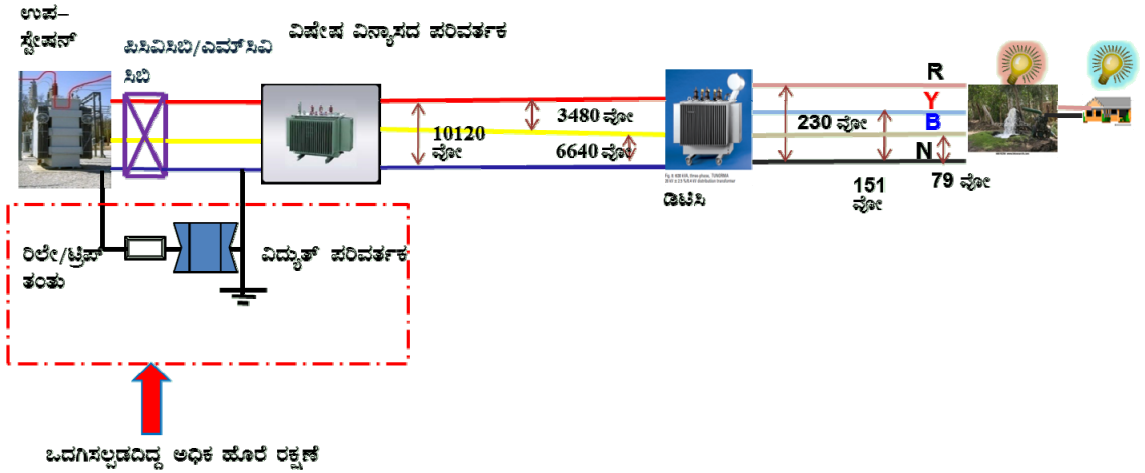 ಉಪ–
ಸ್ಟೇಷನ್
ಪಿಸಿವಿಸಿಬಿ/ಎಮ್‌ಸಿವಿ
ಸಿಬಿ
ವಿಷೇಷ ವಿನ್ಯಾಸದ ಪರಿವರ್ತಕ
10120
ವೋ
3480 ವೋ
6640 ವೋ
ಡಿಟಿಸಿ
230 ವೋ
R
Y
B
N
151
ವೋ
79 ವೋ
ರಿಲೇ/ಟ್ರಿಪ್
ತಂತು
ವಿದ್ಯುತ್ ಪರಿವರ್ತಕ
ಒದಗಿಸಲ್ಪಡದಿದ್ದ ಅಧಿಕ ಹೊರೆ ರಕ್ಷಣೆ